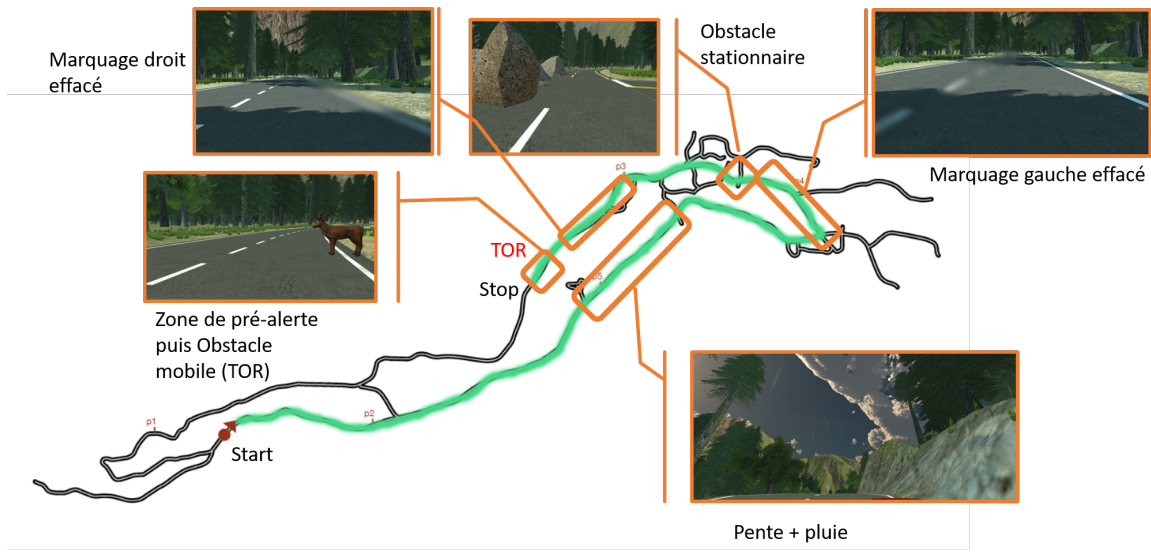 Marquage droit
effacé
Obstacle
stationnaire
Marquage gauche effacé
p3
p4
TOR
Stop
p5
Zone de pré-alerte
puis Obstacle
mobile (TOR)
p1
p2
Start
Pente + pluie